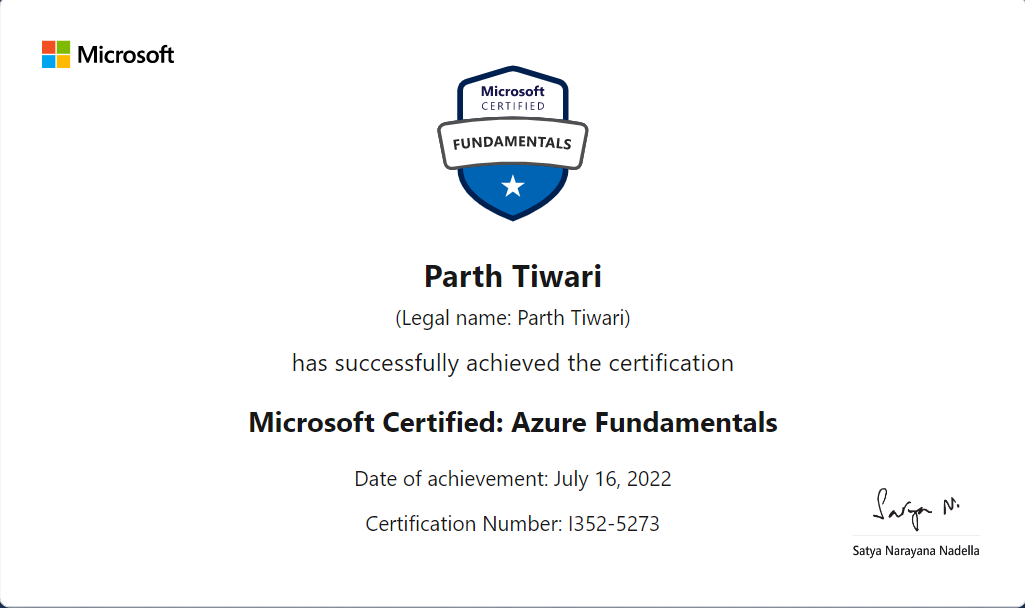 Microsoft
Microsoft
CERTIFIED
FUNDAMENTALS
Parth Tiwari
(Legal name: Parth Tiwari)
has successfully achieved the certification
Microsoft Certified: Azure Fundamentals
Date of achievement: July 16, 2022
Certification Number: I352-5273
Satya N.
Satya Narayana Nadella